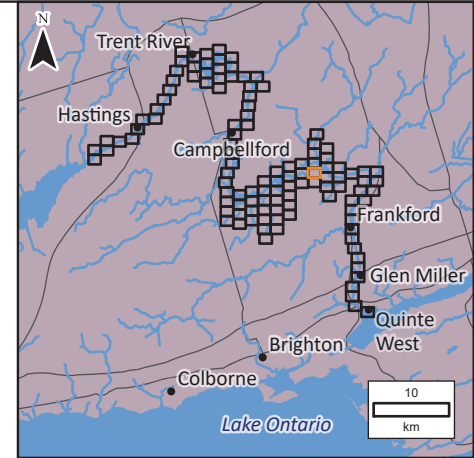 N
Trent River
Hastings
Campbellford
Frankford
Glen Miller
Quinte
West
Brighton
Colborne
10
km
Lake Ontario